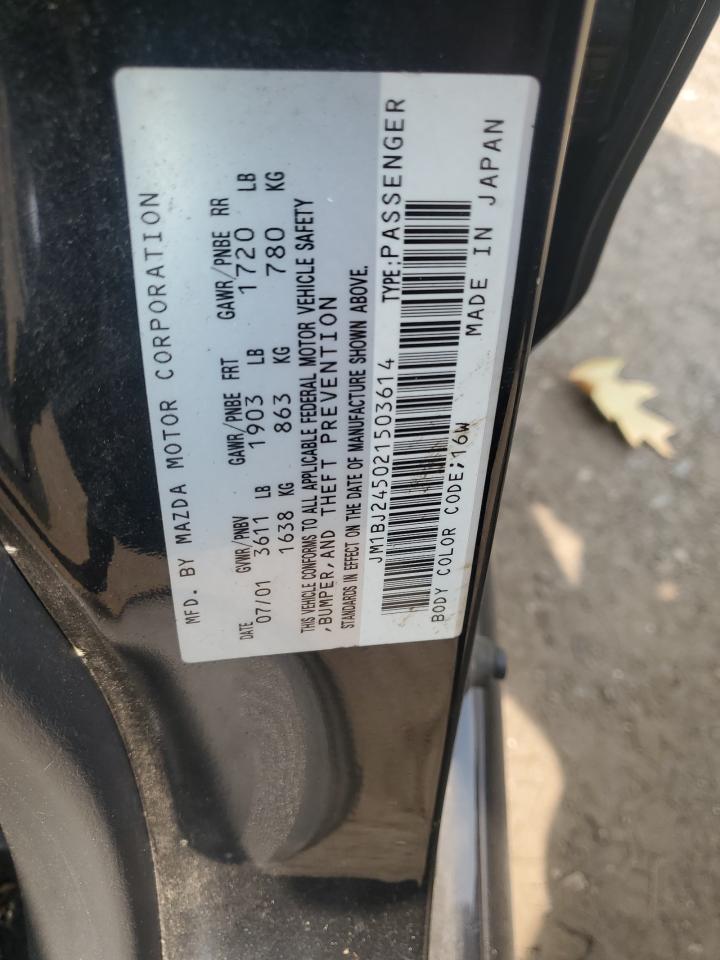 MFD. BY MAZDA MOTOR CORPORATION
DATE GVWR/PNBV GAWR/PNBE FRT GAWR/PNBE RR
07/01 3611 LB 1903 LB 1720 LB
1638 KG 863 KG 780 KG
THIS VEHICLE CONFORMS TO ALL APPLICABLE FEDERAL MOTOR VEHICLE SAFETY
,BUMPER,AND THEFT PREVENTION
STANDARDS IN EFFECT ON THE DATE OF MANUFACTURE SHOWN ABOVE.
JM1BJ245021503614 TYPE:PASSENGER
BODY COLOR CODE;16W MADE IN JAPAN